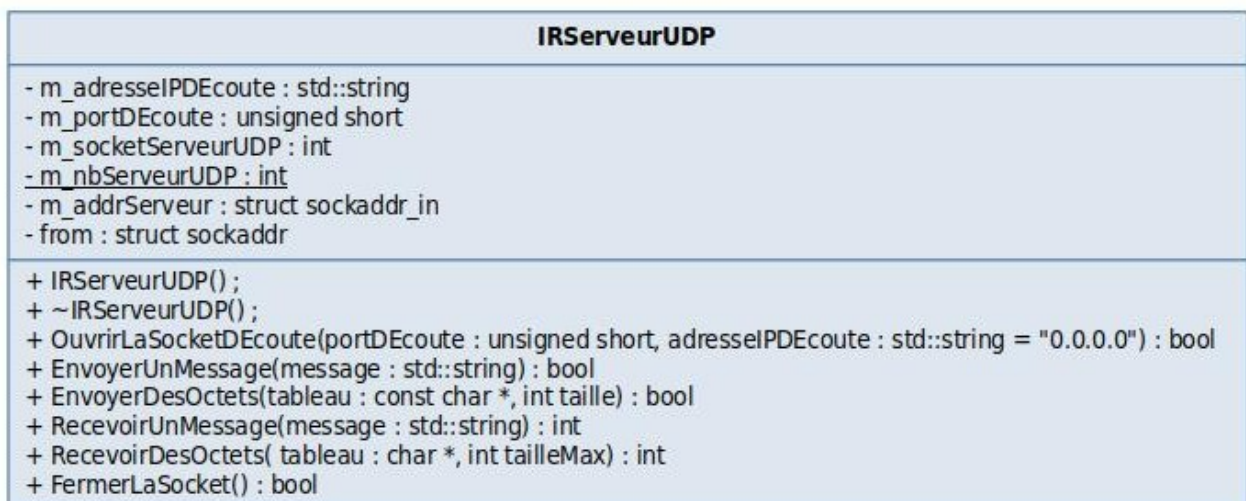 IRServeurUDP
- m_adresseIPDEcoute : std::string
- m_portDEcoute : unsigned short
- m_socketServeurUDP : int
- m_nbServeurUDP : int
- m_addrServeur : struct sockaddr_in
- from : struct sockaddr
+ IRServeurUDP() ;
+ ~IRServeurUDP() ;
+ OuvrirLaSocketDEcoute(portDEcoute : unsigned short, adresseIPDEcoute : std::string = "0.0.0.0") : bool
+ EnvoyerUnMessage(message : std::string) : bool
+ EnvoyerDesOctets(tableau : const char *, int taille) : bool
+ RecevoirUnMessage(message : std::string) : int
+ RecevoirDesOctets( tableau : char *, int tailleMax) : int
+ FermerLaSocket() : bool